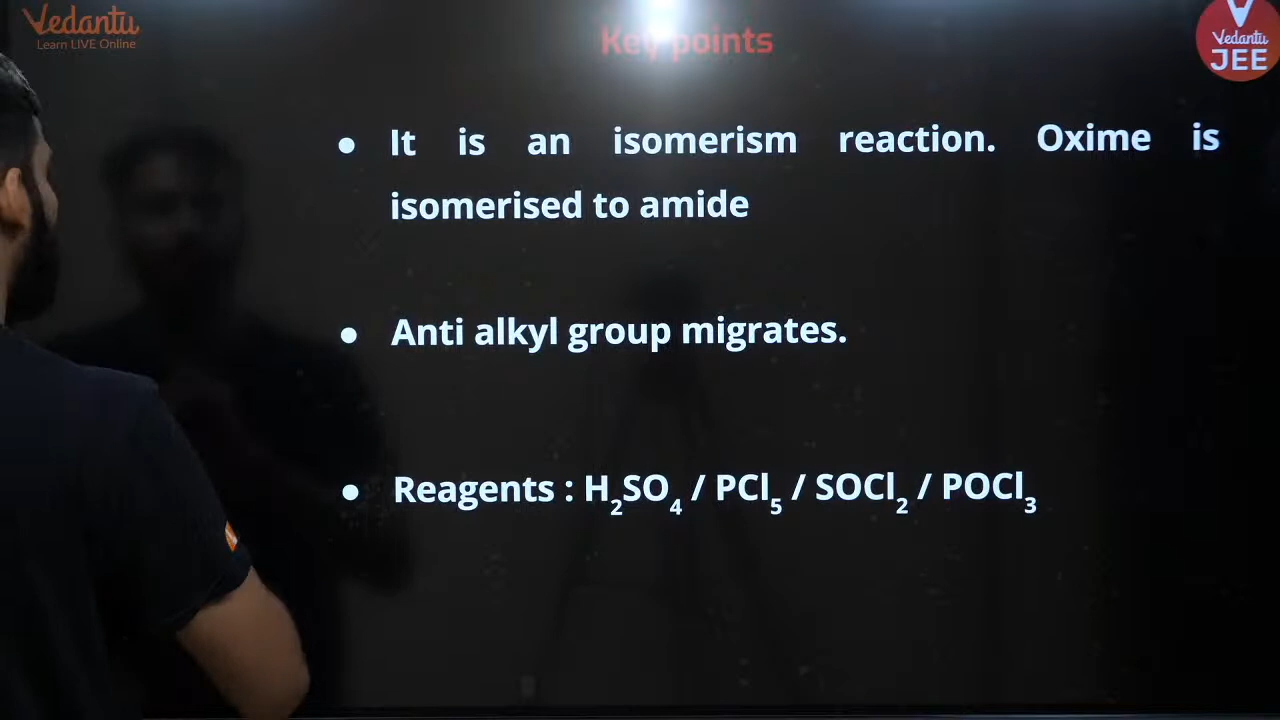 Vedantu
Learn LIVE Online
Key points
Vedantu
JEE
● It is an isomerism reaction. Oxime is
isomerised to amide
● Anti alkyl group migrates.
● Reagents : H₂SO₄ / PCl₅ / SOCl₂ / POCl₃